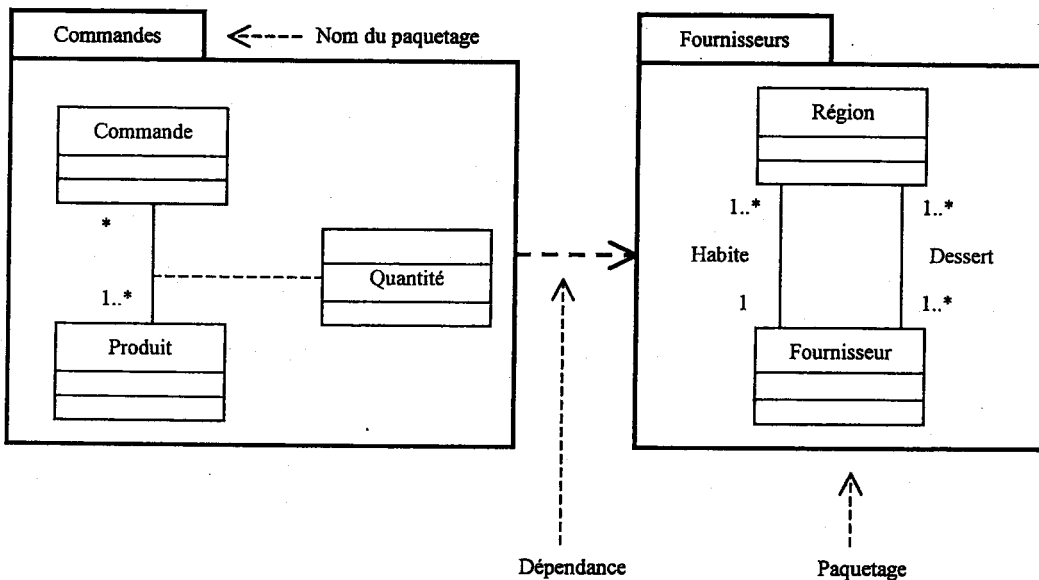 Commandes
Nom du paquetage
Fournisseurs
Commande
*
1..*
Produit
Quantité
Région
1..*
1..*
Habite
Dessert
1
1..*
Fournisseur
Dépendance
Paquetage